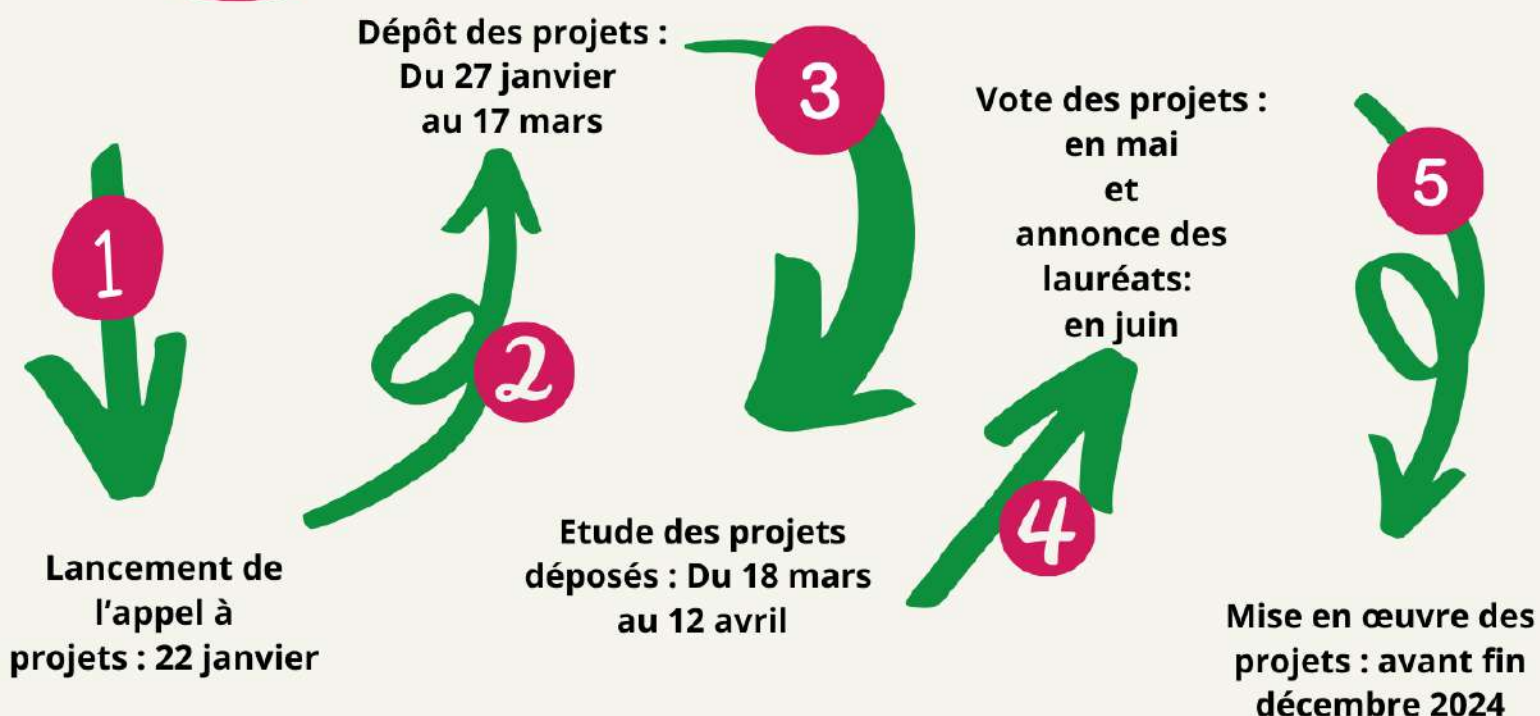 1
Lancement de
l'appel à
projets : 22 janvier
2
Dépôt des projets :
Du 27 janvier
au 17 mars
3
Etude des projets
déposés : Du 18 mars
au 12 avril
4
Vote des projets :
en mai
et
annonce des
lauréats:
en juin
5
Mise en œuvre des
projets : avant fin
décembre 2024